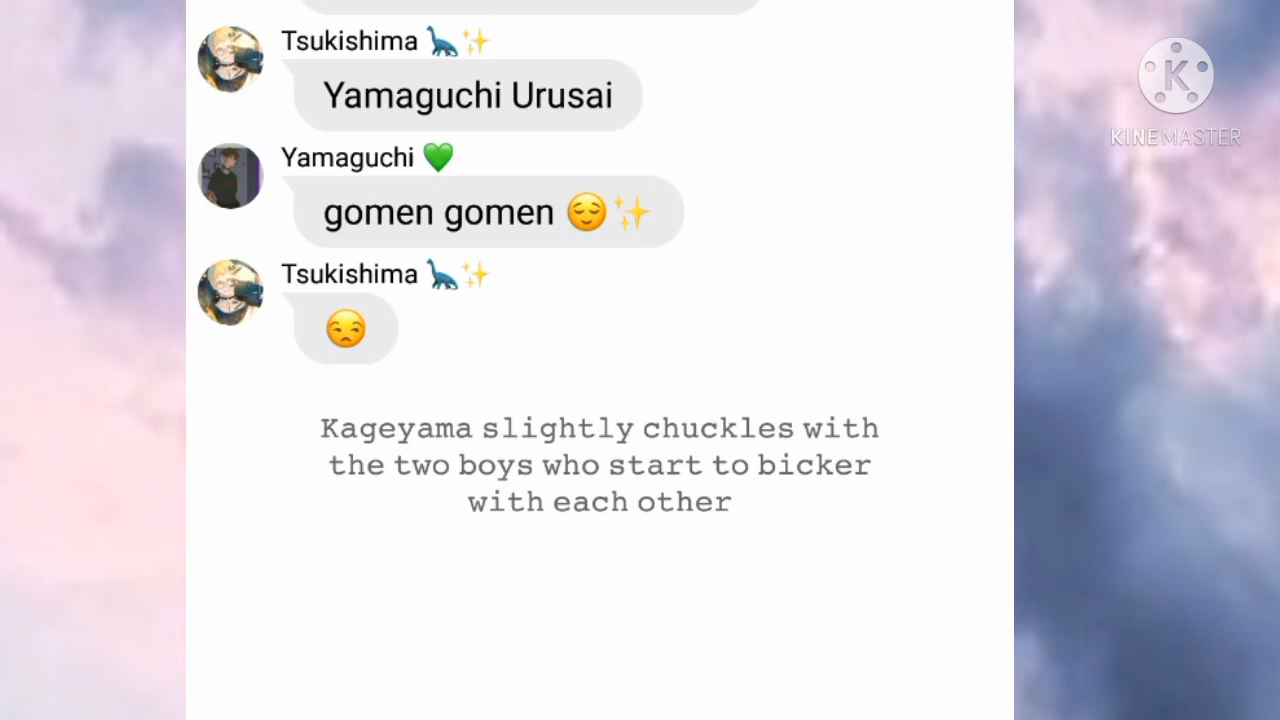 Tsukishima 🦕✨
Yamaguchi Urusai
Yamaguchi 💚
gomen gomen 😌✨
Tsukishima 🦕✨
😒
Kageyama slightly chuckles with
the two boys who start to bicker
with each other
K
KINEMASTER